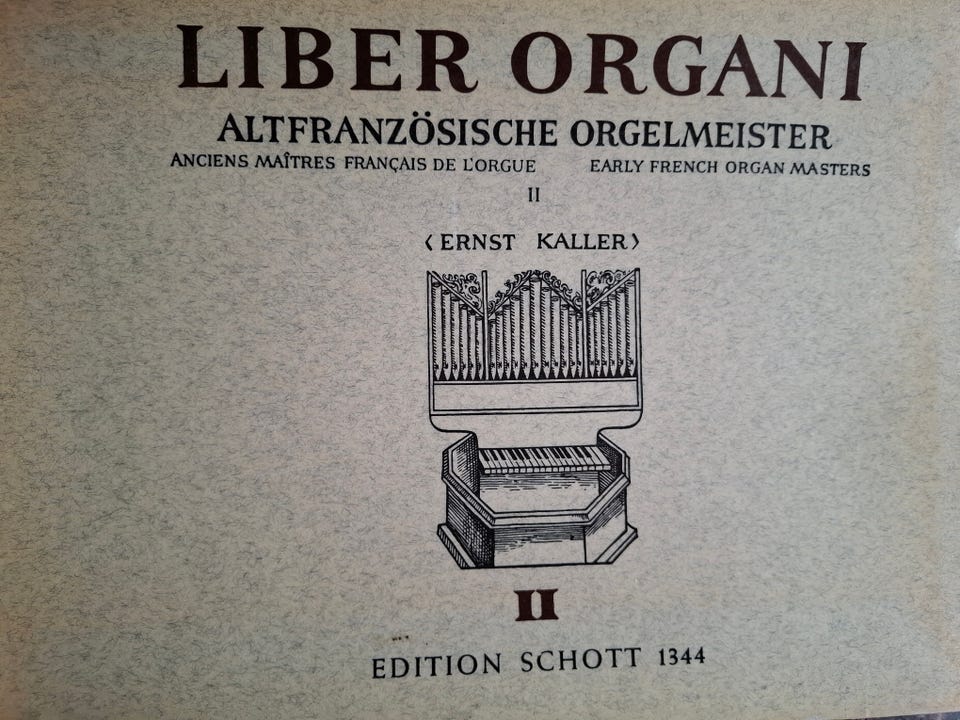 LIBER ORGANI
ALTFRANZÖSISCHE ORGELMEISTER
ANCIENS MAÎTRES FRANÇAIS DE L'ORGUE EARLY FRENCH ORGAN MASTERS
II
‹ ERNST KALLER ›
II
EDITION SCHOTT 1344